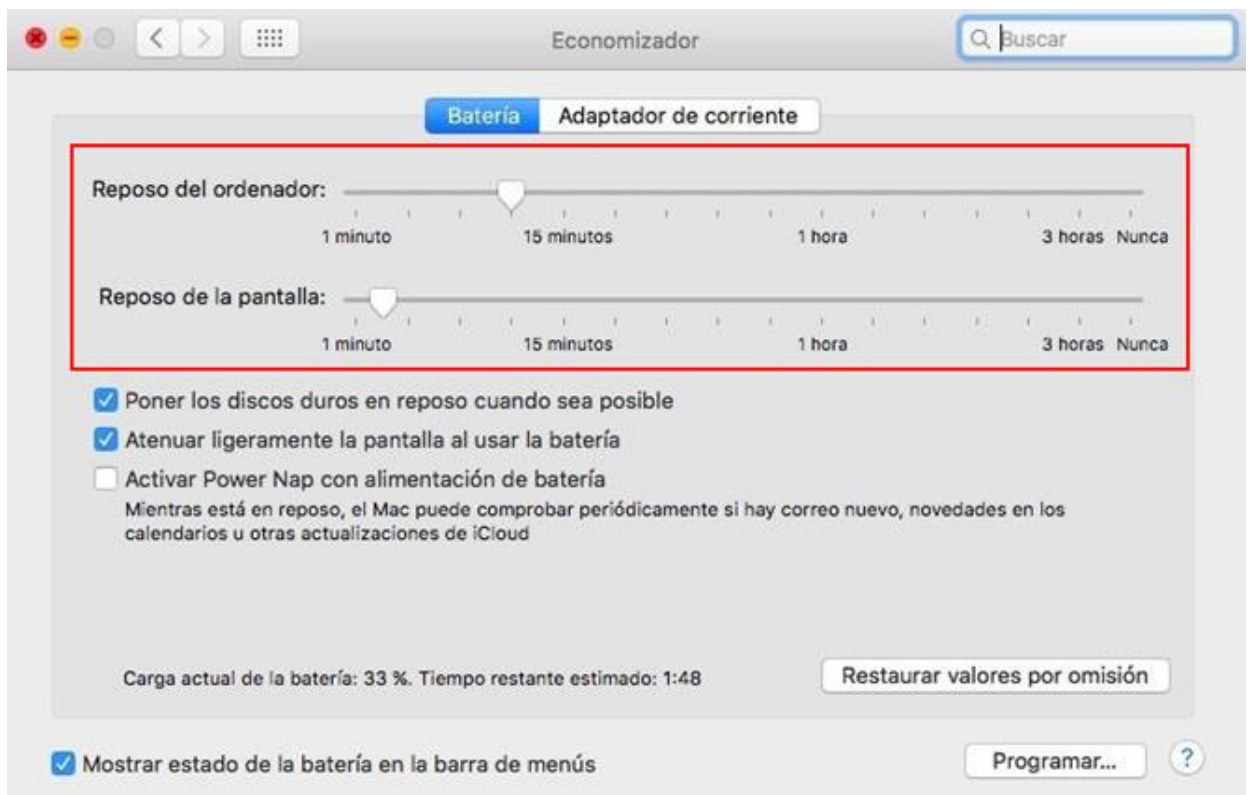 Economizador
Buscar
Batería
Adaptador de corriente
Reposo del ordenador:
1 minuto 15 minutos 1 hora 3 horas Nunca
Reposo de la pantalla:
1 minuto 15 minutos 1 hora 3 horas Nunca
Poner los discos duros en reposo cuando sea posible
Atenuar ligeramente la pantalla al usar la batería
Activar Power Nap con alimentación de batería
Mientras está en reposo, el Mac puede comprobar periódicamente si hay correo nuevo, novedades en los
calendarios u otras actualizaciones de iCloud
Carga actual de la batería: 33 %. Tiempo restante estimado: 1:48
Restaurar valores por omisión
Mostrar estado de la batería en la barra de menús
Programar...
?